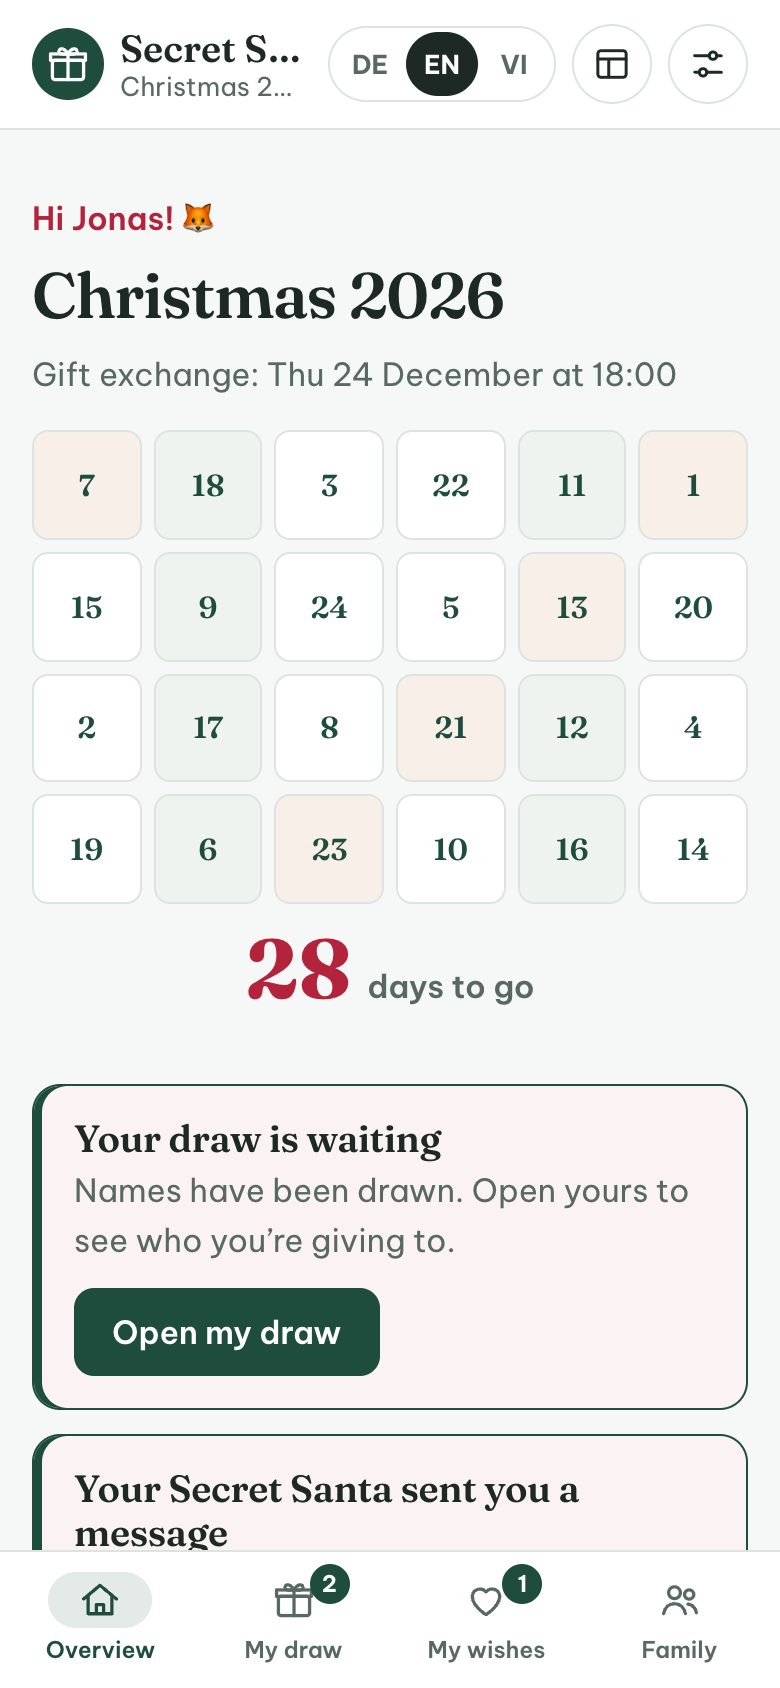 Secret S...
Christmas 2...
DE EN VI
Hi Jonas! 🦊
Christmas 2026
Gift exchange: Thu 24 December at 18:00
7 18 3 22 11 1
15 9 24 5 13 20
2 17 8 21 12 4
19 6 23 10 16 14
28 days to go
Your draw is waiting
Names have been drawn. Open yours to
see who you’re giving to.
Open my draw
Your Secret Santa sent you a
message
2 1
Overview My draw My wishes Family